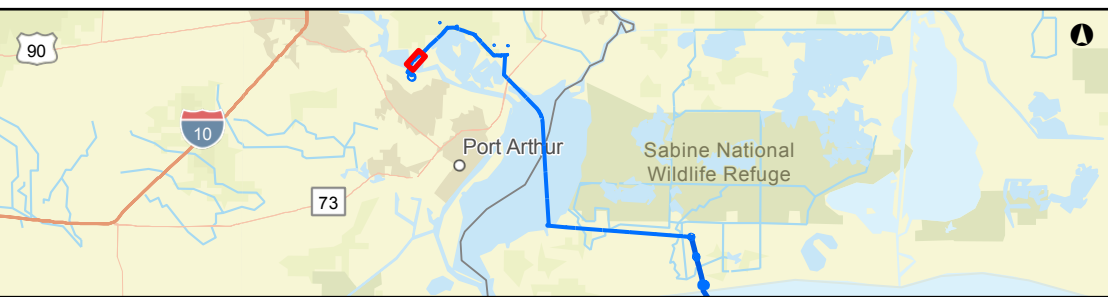 90
10
Port Arthur
Sabine National
Wildlife Refuge
73